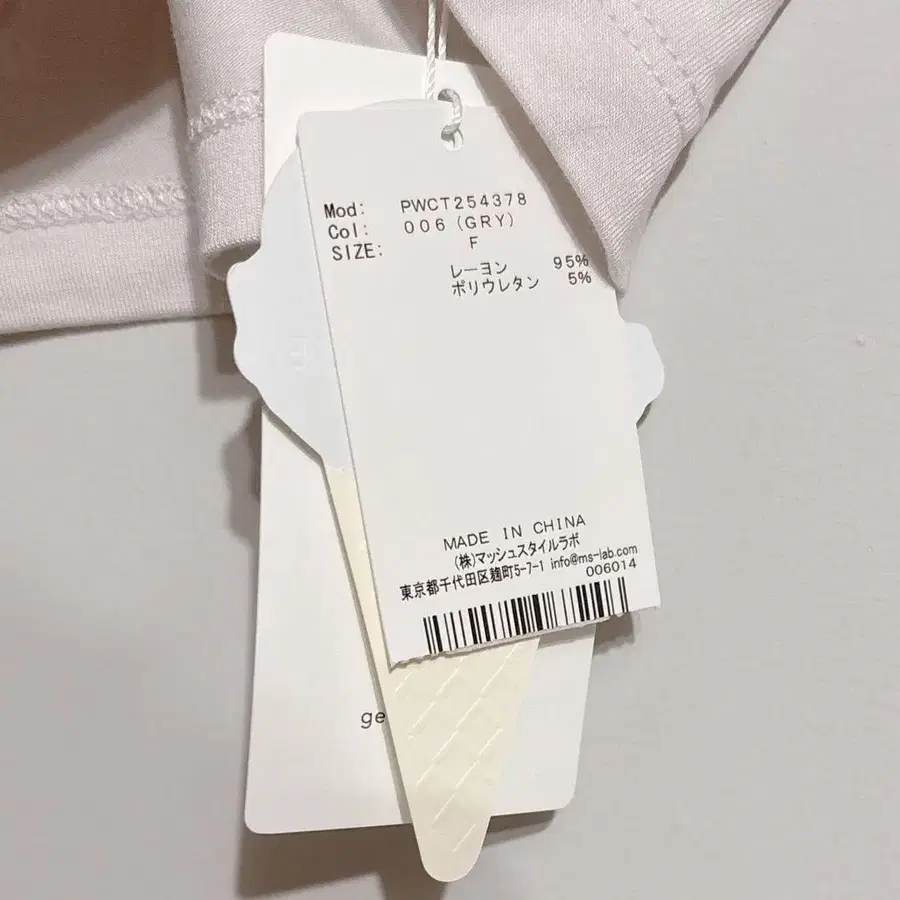 Mod: PWCT254378
Col: 006(GRY)
SIZE: F
レーヨン 95%
ポリウレタン 5%
MADE IN CHINA
(株)マッシュスタイルラボ
東京都千代田区麹町5-7-1 info@ms-lab.com
006014
ge